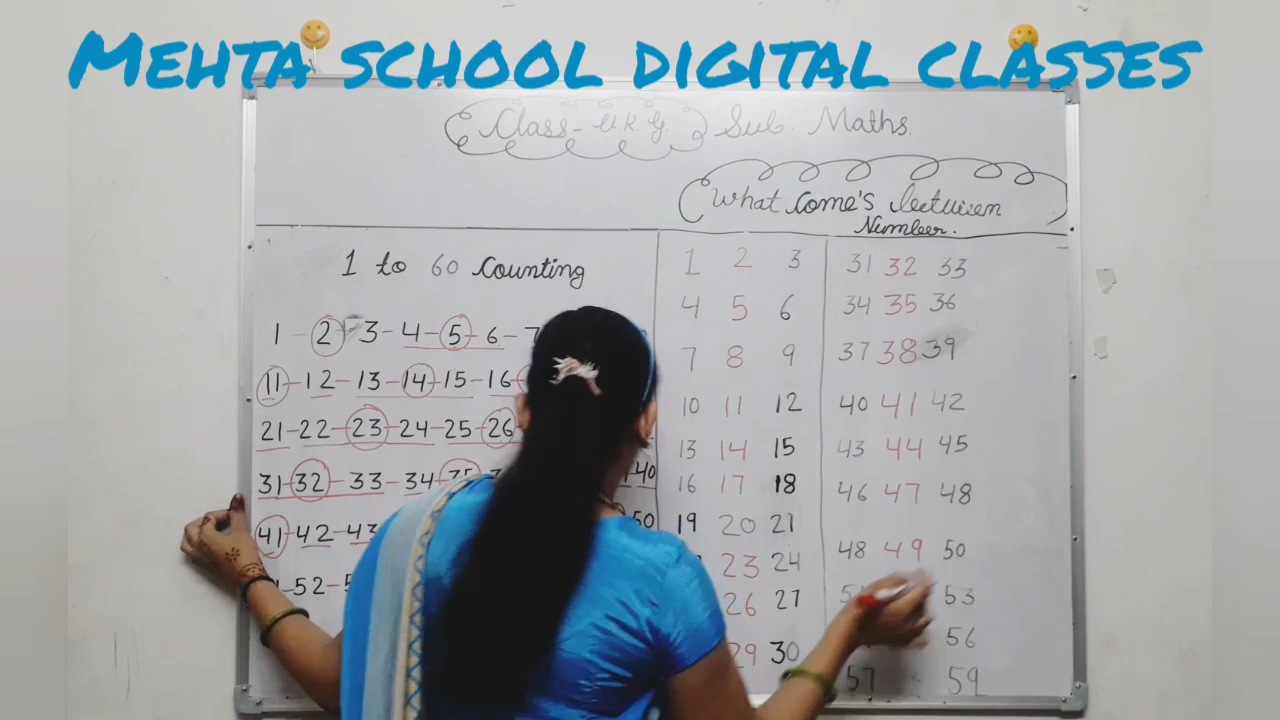 MEHTA SCHOOL DIGITAL CLASSES
Class - U.K.G. Sub. Maths.
What Come's between
Number.
1 to 60 Counting
1 - 2 - 3 - 4 - 5 - 6 - 7
11 - 12 - 13 - 14 - 15 - 16 -
21 - 22 - 23 - 24 - 25 - 26
31 - 32 - 33 - 34 - 35 - 40
41 - 42 - 43 50
- 52 -
1 2 3
4 5 6
7 8 9
10 11 12
13 14 15
16 17 18
19 20 21
23 24
26 27
29 30
31 32 33
34 35 36
37 38 39
40 41 42
43 44 45
46 47 48
48 49 50
53
56
57 59